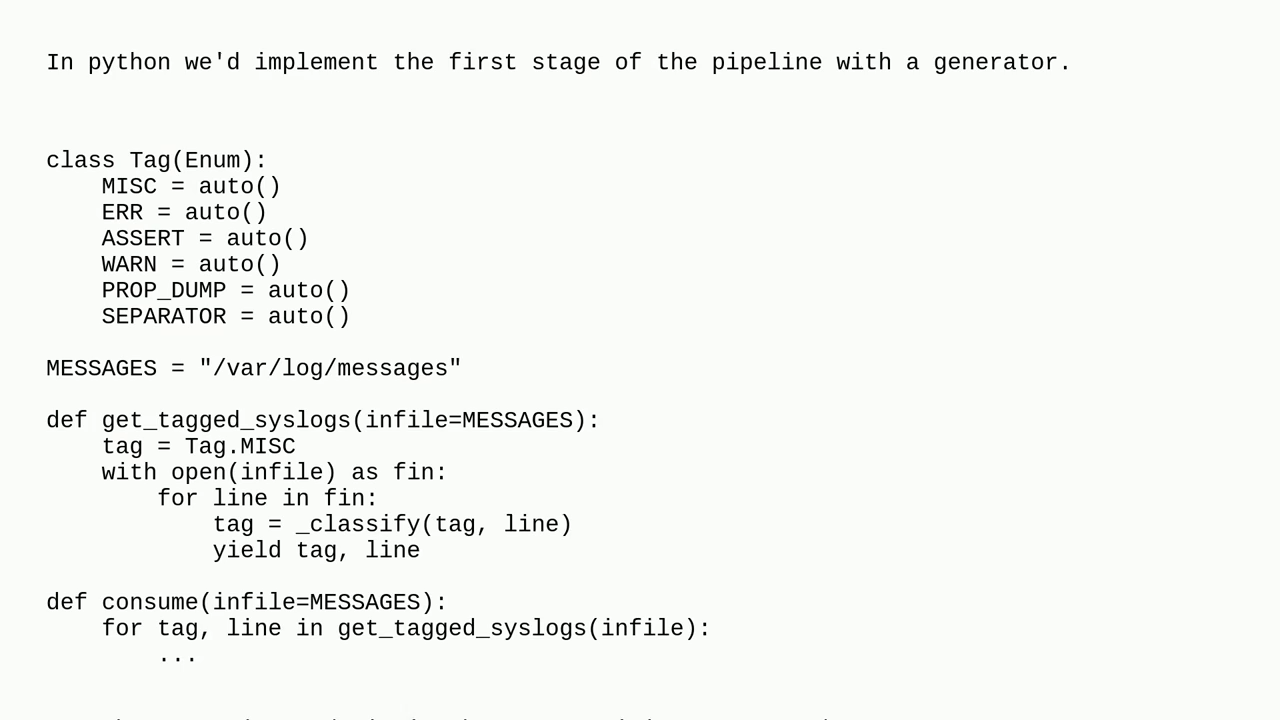 In python we'd implement the first stage of the pipeline with a generator.
class Tag(Enum):
    MISC = auto()
    ERR = auto()
    ASSERT = auto()
    WARN = auto()
    PROP_DUMP = auto()
    SEPARATOR = auto()
MESSAGES = "/var/log/messages"
def get_tagged_syslogs(infile=MESSAGES):
    tag = Tag.MISC
    with open(infile) as fin:
        for line in fin:
            tag = _classify(tag, line)
            yield tag, line
def consume(infile=MESSAGES):
    for tag, line in get_tagged_syslogs(infile):
        ...